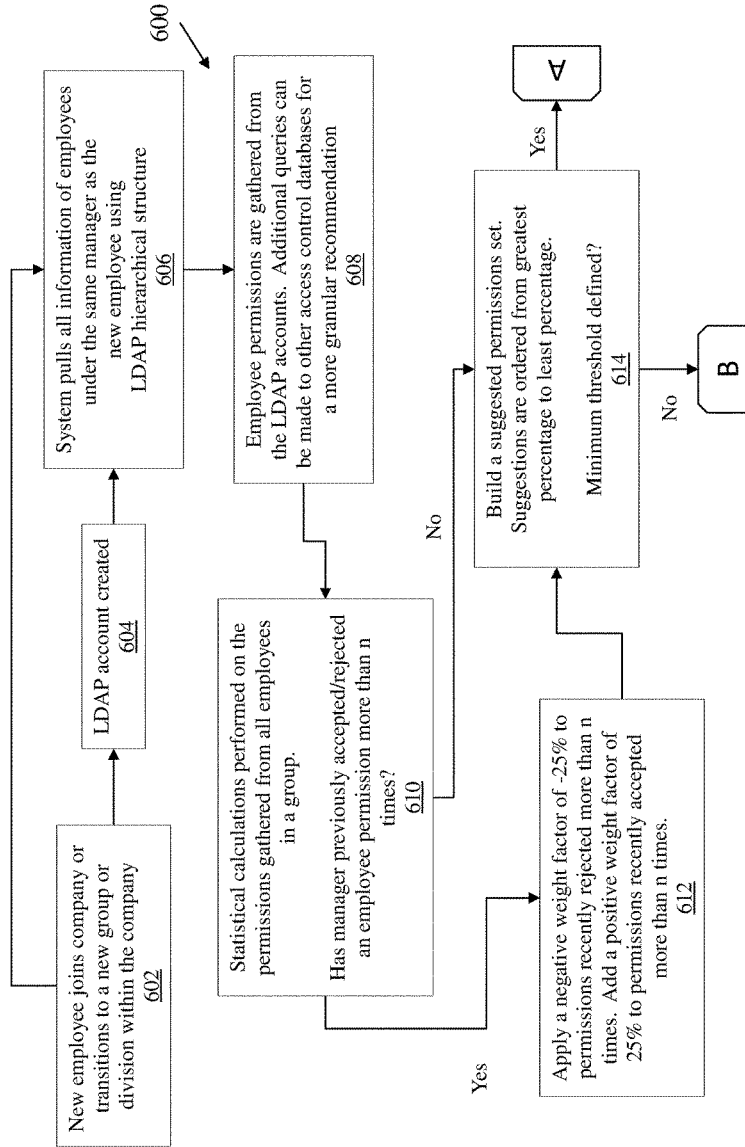 600
New employee joins company or
transitions to a new group or
division within the company
602
LDAP account created
604
System pulls all information of employees
under the same manager as the
new employee using
LDAP hierarchical structure
606
Employee permissions are gathered from
the LDAP accounts. Additional queries can
be made to other access control databases for
a more granular recommendation
608
Statistical calculations performed on the
permissions gathered from all employees
in a group.
Has manager previously accepted/rejected
an employee permission more than n
times?
610
Yes
No
Apply a negative weight factor of -25% to
permissions recently rejected more than n
times. Add a positive weight factor of
25% to permissions recently accepted
more than n times.
612
Build a suggested permissions set.
Suggestions are ordered from greatest
percentage to least percentage.
Minimum threshold defined?
614
Yes
A
No
B